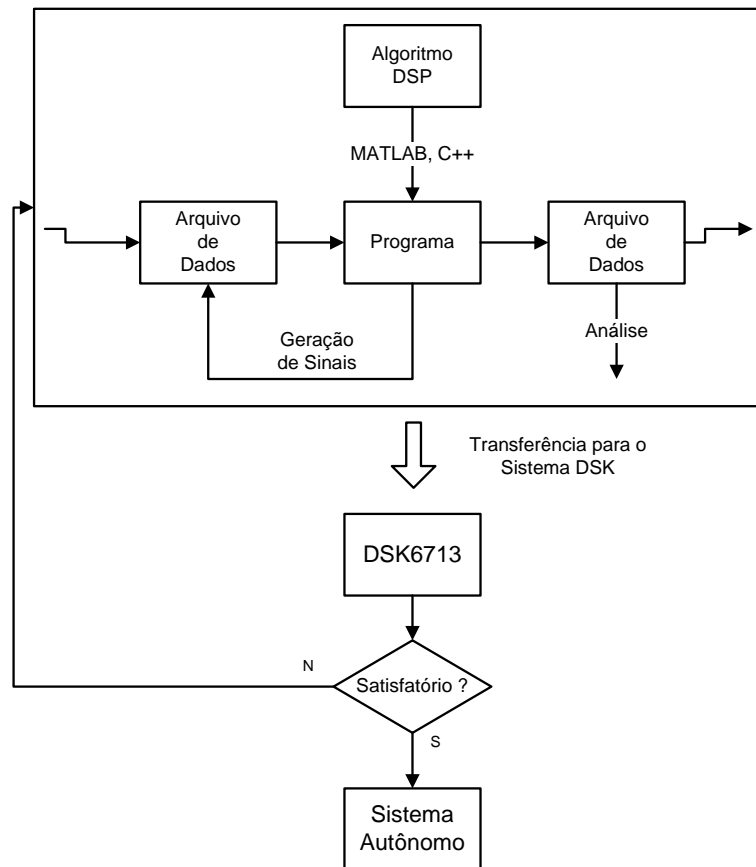 Algoritmo
DSP
MATLAB, C++
Arquivo
de
Dados
Programa
Arquivo
de
Dados
Geração
de Sinais
Análise
Transferência para o
Sistema DSK
DSK6713
N
Satisfatório ?
S
Sistema
Autônomo